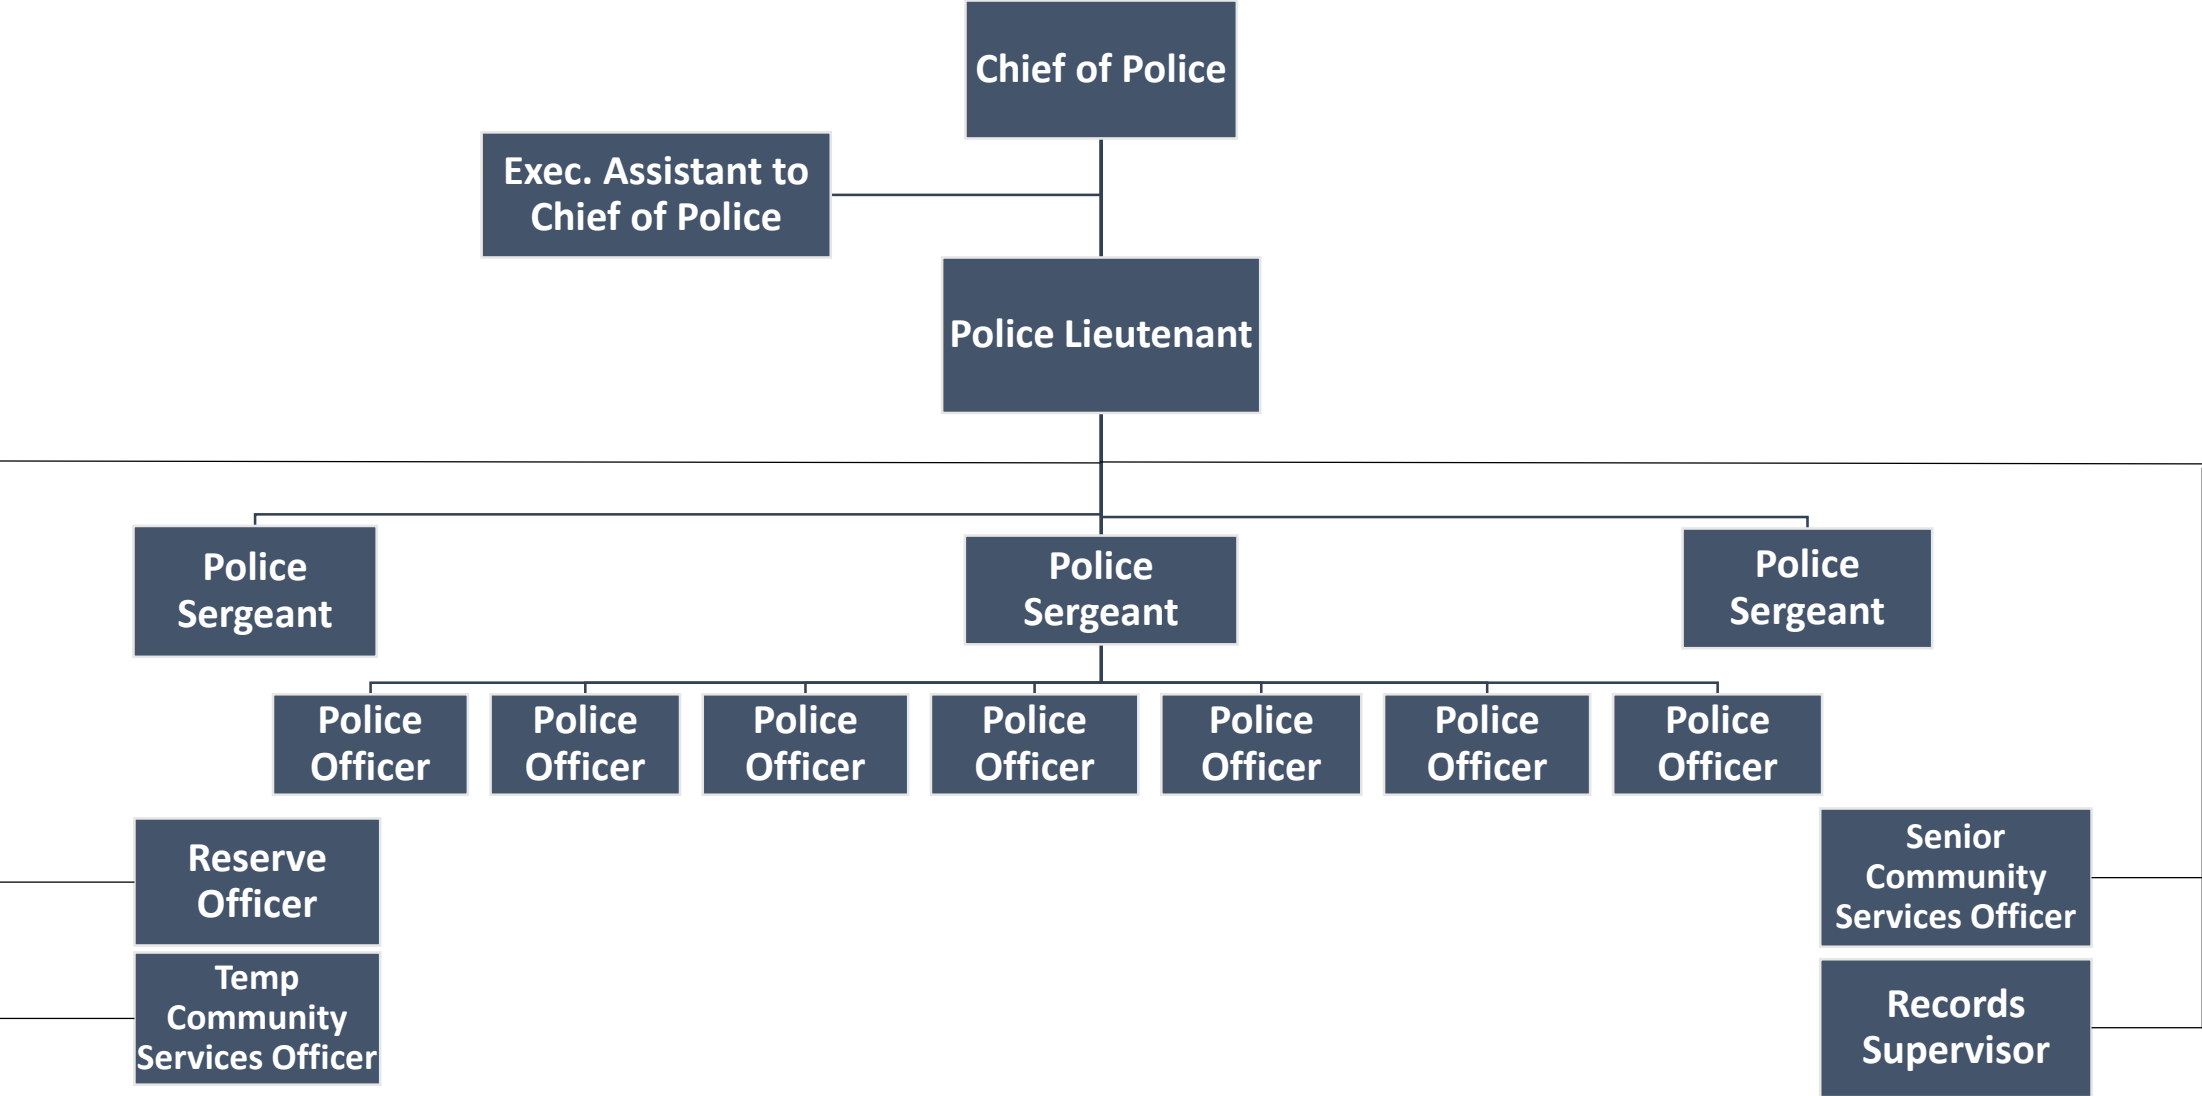 Chief of Police
Exec. Assistant to
Chief of Police
Police Lieutenant
Police
Sergeant
Police
Sergeant
Police
Sergeant
Police
Officer
Police
Officer
Police
Officer
Police
Officer
Police
Officer
Police
Officer
Police
Officer
Reserve
Officer
Senior
Community
Services Officer
Temp
Community
Services Officer
Records
Supervisor